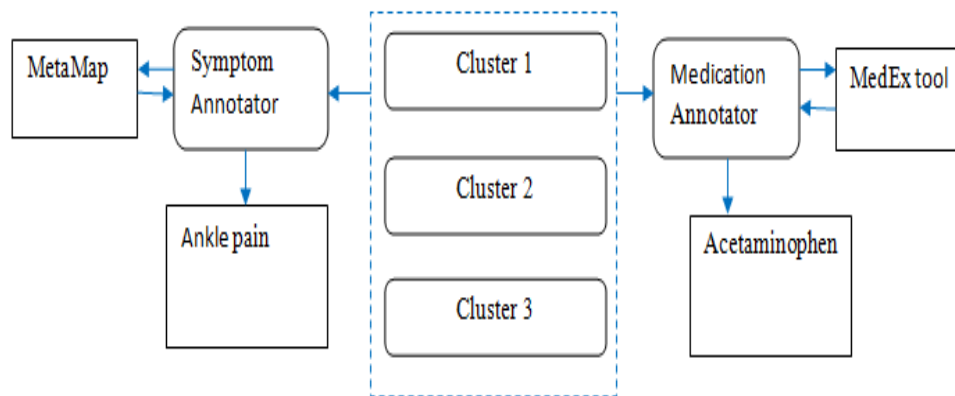 MetaMap
Symptom
Annotator
Cluster 1
Medication
Annotator
MedEx tool
Cluster 2
Ankle pain
Acetaminophen
Cluster 3